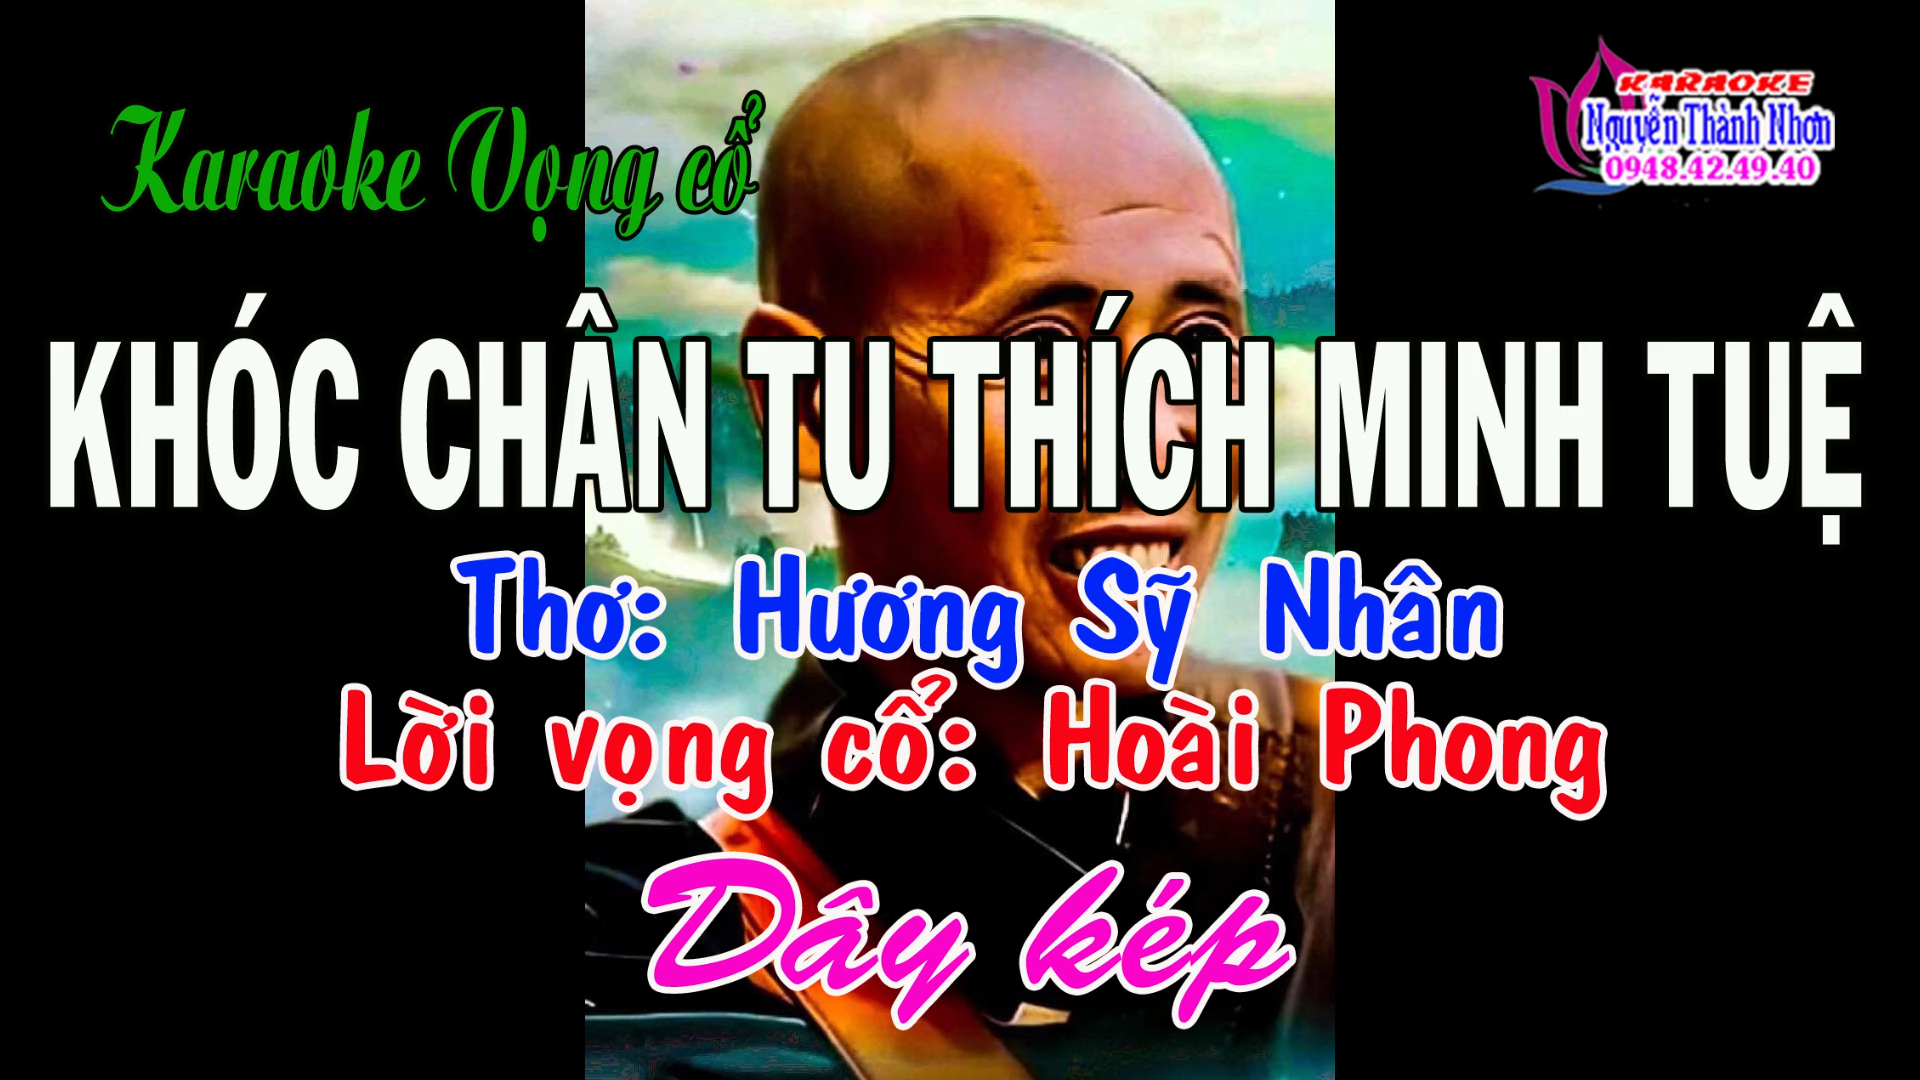 Karaoke Vọng cổ
KARAOKE
Nguyễn Thành Nhơn
0948.42.49.40
KHÓC CHÂN TU THÍCH MINH TUỆ
Thơ: Hương Sỹ Nhân
Lời vọng cổ: Hoài Phong
Dây kép